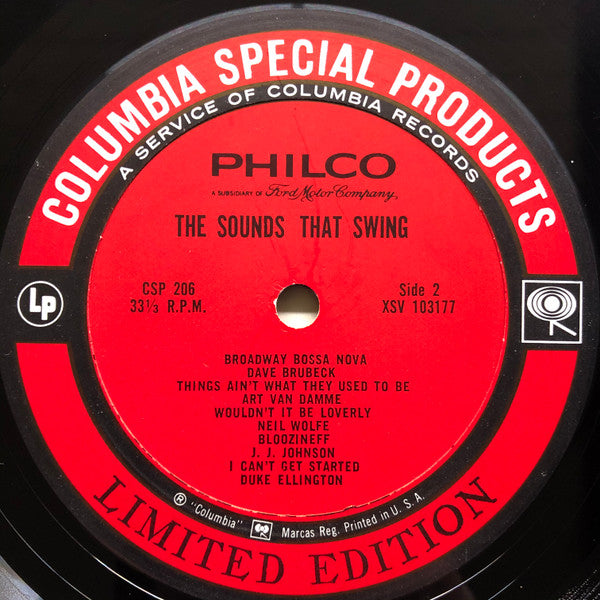 COLUMBIA SPECIAL PRODUCTS
A SERVICE OF COLUMBIA RECORDS
PHILCO
A SUBSIDIARY OF Ford Motor Company,
THE SOUNDS THAT SWING
CSP 206
33⅓ R.P.M.
Side 2
XSV 103177
Lp
BROADWAY BOSSA NOVA
DAVE BRUBECK
THINGS AIN'T WHAT THEY USED TO BE
ART VAN DAMME
WOULDN'T IT BE LOVERLY
NEIL WOLFE
BLOOZINEFF
J. J. JOHNSON
I CAN'T GET STARTED
DUKE ELLINGTON
® "Columbia" Marcas Reg. Printed in U. S. A.
LIMITED EDITION